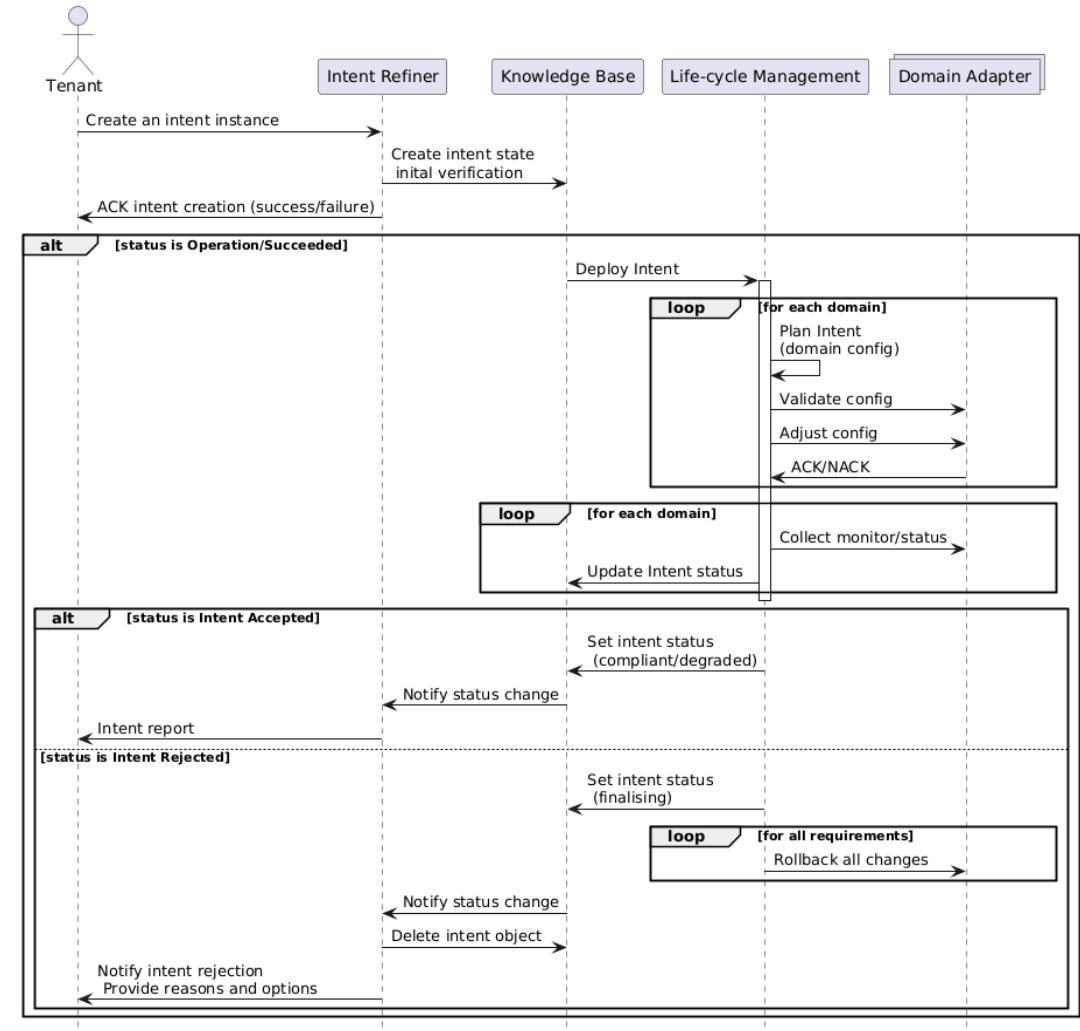 Tenant
Intent Refiner
Knowledge Base
Life-cycle Management
Domain Adapter
Create an intent instance
Create intent state
inital verification
ACK intent creation (success/failure)
alt
[status is Operation/Succeeded]
Deploy Intent
loop
[for each domain]
Plan Intent
(domain config)
Validate config
Adjust config
ACK/NACK
loop
[for each domain]
Collect monitor/status
Update Intent status
alt
[status is Intent Accepted]
Set intent status
(compliant/degraded)
Notify status change
Intent report
[status is Intent Rejected]
Set intent status
(finalising)
loop
[for all requirements]
Rollback all changes
Notify status change
Delete intent object
Notify intent rejection
Provide reasons and options